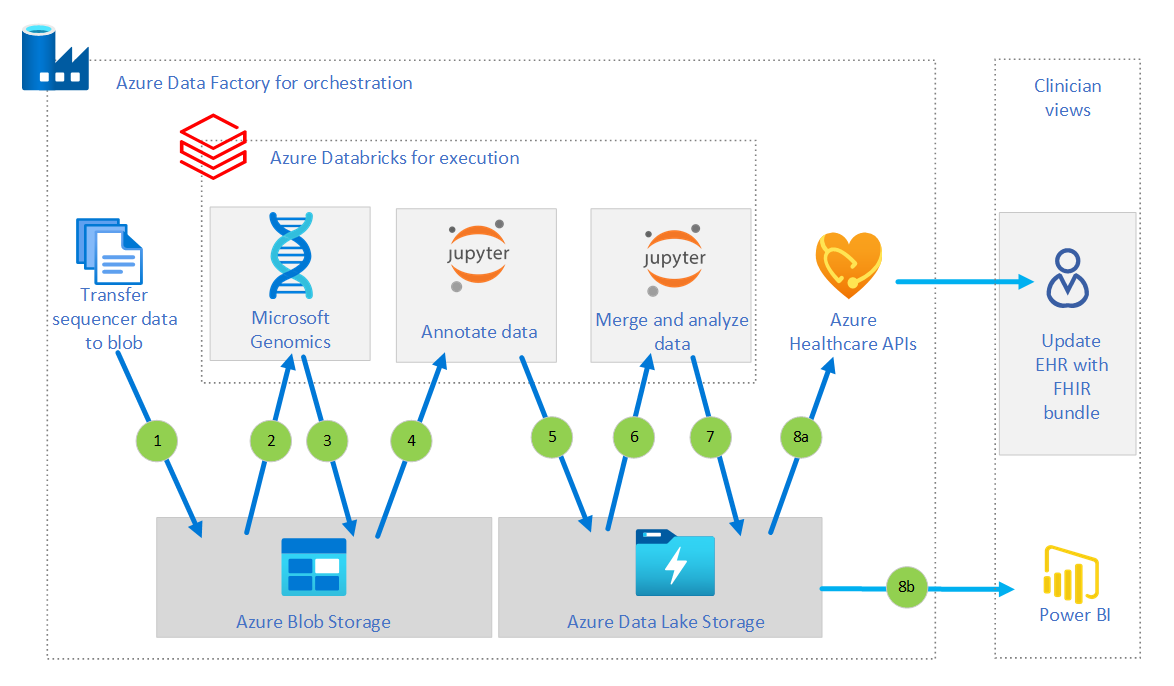 Azure Data Factory for orchestration
Clinician
views
Azure Databricks for execution
Transfer
sequencer data
to blob
Microsoft
Genomics
jupyter
Annotate data
jupyter
Merge and analyze
data
Azure
Healthcare APIs
Update
EHR with
FHIR
bundle
1
2
3
4
5
6
7
8a
Azure Blob Storage
Azure Data Lake Storage
8b
Power BI